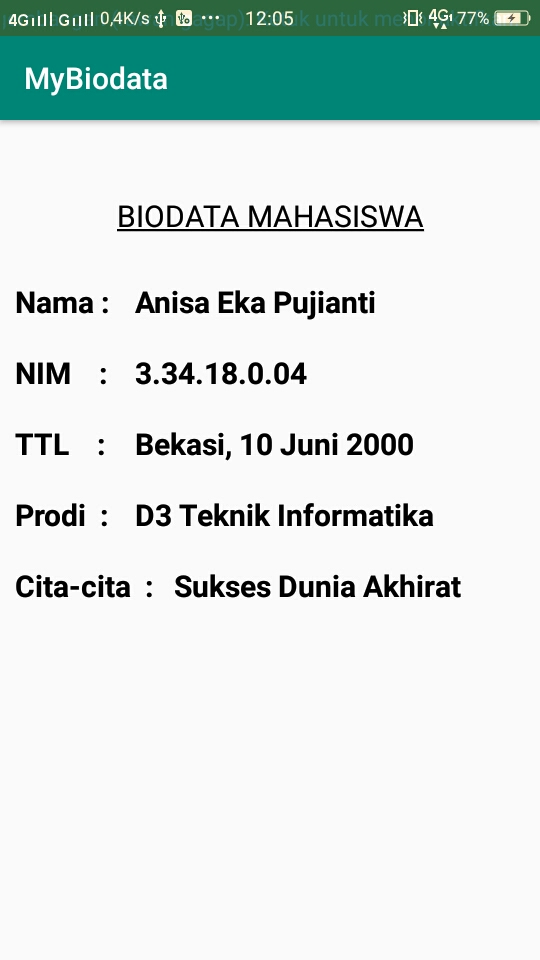 4G G 0,4K/s 12:05 4G 77%
MyBiodata
BIODATA MAHASISWA
Nama : Anisa Eka Pujianti
NIM : 3.34.18.0.04
TTL : Bekasi, 10 Juni 2000
Prodi : D3 Teknik Informatika
Cita-cita : Sukses Dunia Akhirat